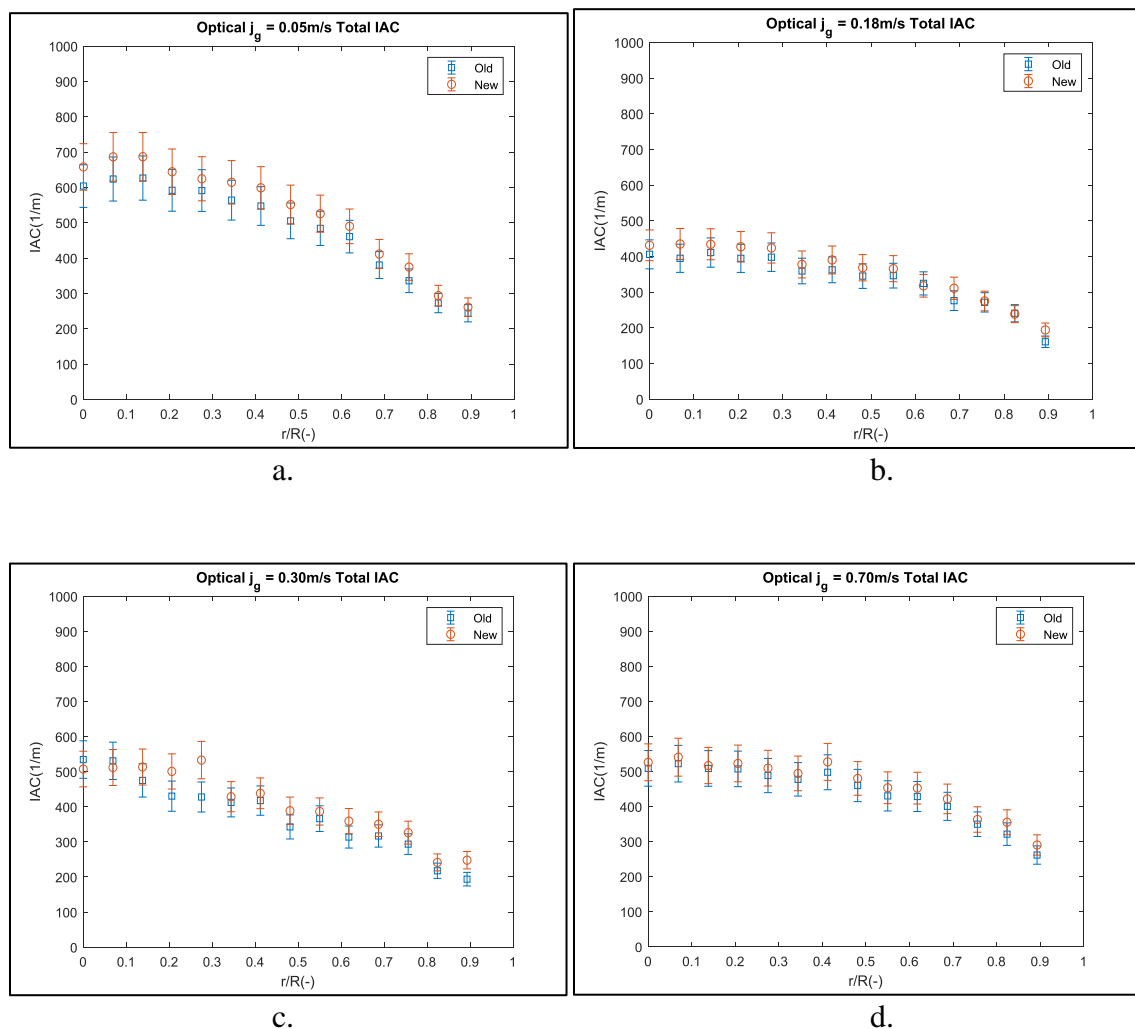 Optical j_g = 0.05m/s Total IAC
1000
900
800
700
600
500
400
300
200
100
0
IAC(1/m)
Old
New
0 0.1 0.2 0.3 0.4 0.5 0.6 0.7 0.8 0.9 1
r/R(-)
a.
Optical j_g = 0.18m/s Total IAC
1000
900
800
700
600
500
400
300
200
100
0
IAC(1/m)
Old
New
0 0.1 0.2 0.3 0.4 0.5 0.6 0.7 0.8 0.9 1
r/R(-)
b.
Optical j_g = 0.30m/s Total IAC
1000
900
800
700
600
500
400
300
200
100
0
IAC(1/m)
Old
New
0 0.1 0.2 0.3 0.4 0.5 0.6 0.7 0.8 0.9 1
r/R(-)
c.
Optical j_g = 0.70m/s Total IAC
1000
900
800
700
600
500
400
300
200
100
0
IAC(1/m)
Old
New
0 0.1 0.2 0.3 0.4 0.5 0.6 0.7 0.8 0.9 1
r/R(-)
d.